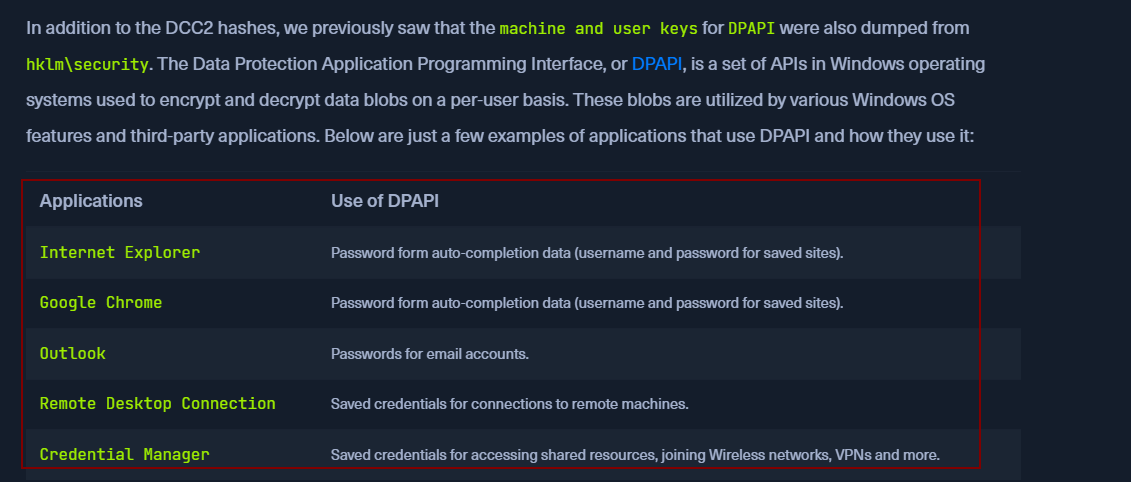 In addition to the DCC2 hashes, we previously saw that the machine and user keys for DPAPI were also dumped from
hklm\security. The Data Protection Application Programming Interface, or DPAPI, is a set of APIs in Windows operating
systems used to encrypt and decrypt data blobs on a per-user basis. These blobs are utilized by various Windows OS
features and third-party applications. Below are just a few examples of applications that use DPAPI and how they use it:
Applications Use of DPAPI
Internet Explorer Password form auto-completion data (username and password for saved sites).
Google Chrome Password form auto-completion data (username and password for saved sites).
Outlook Passwords for email accounts.
Remote Desktop Connection Saved credentials for connections to remote machines.
Credential Manager Saved credentials for accessing shared resources, joining Wireless networks, VPNs and more.